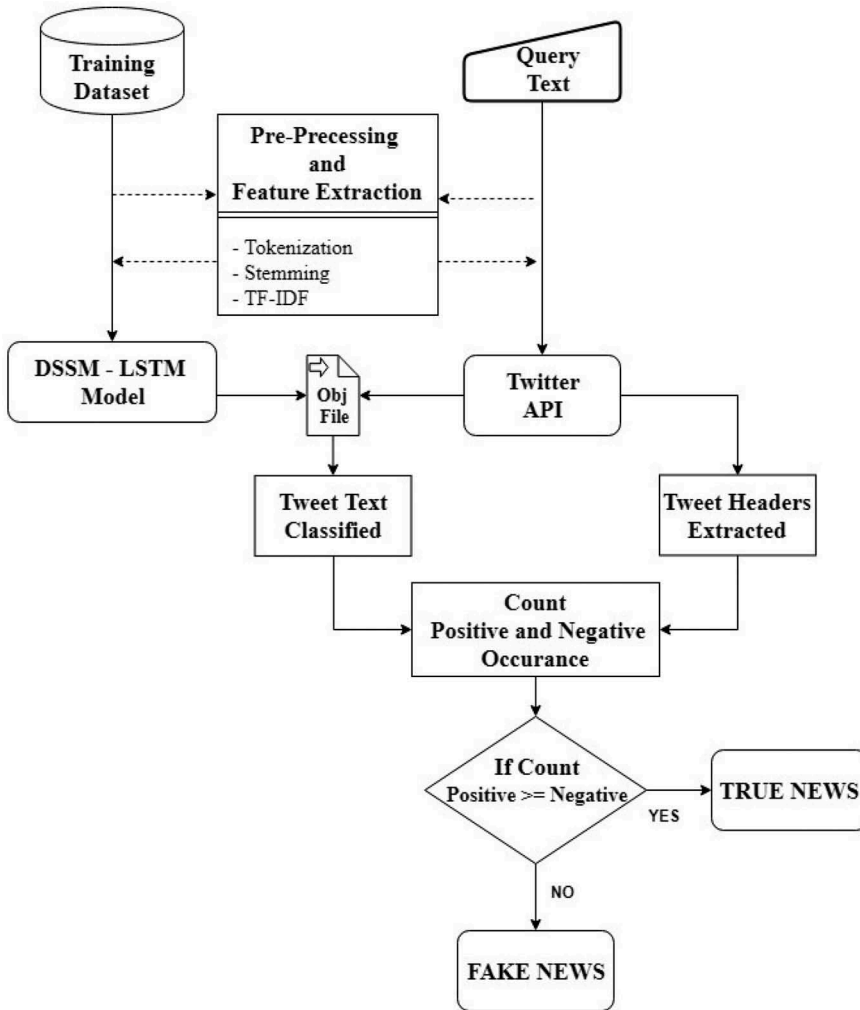 Training
Dataset
Query
Text
Pre-Precessing
and
Feature Extraction
- Tokenization
- Stemming
- TF-IDF
DSSM - LSTM
Model
Obj
File
Twitter
API
Tweet Text
Classified
Tweet Headers
Extracted
Count
Positive and Negative
Occurance
If Count
Positive >= Negative
YES
TRUE NEWS
NO
FAKE NEWS